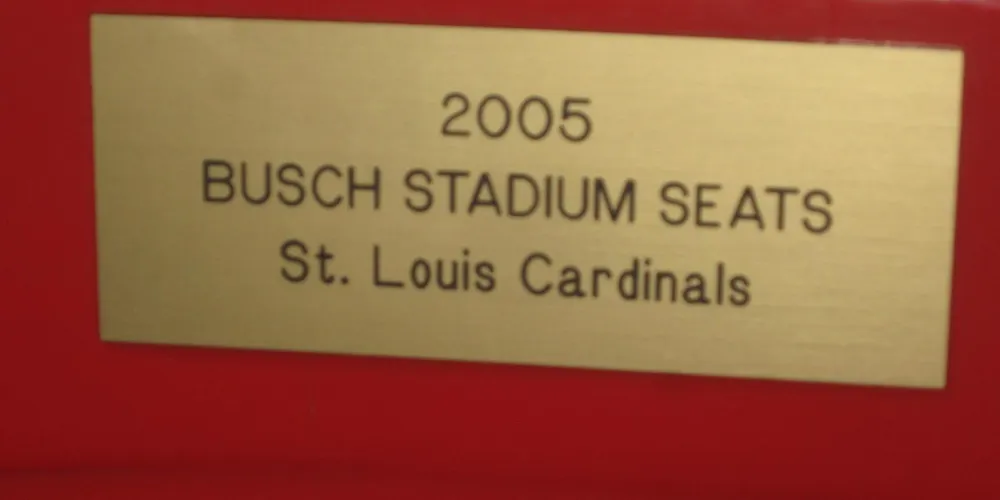 2005
BUSCH STADIUM SEATS
St. Louis Cardinals